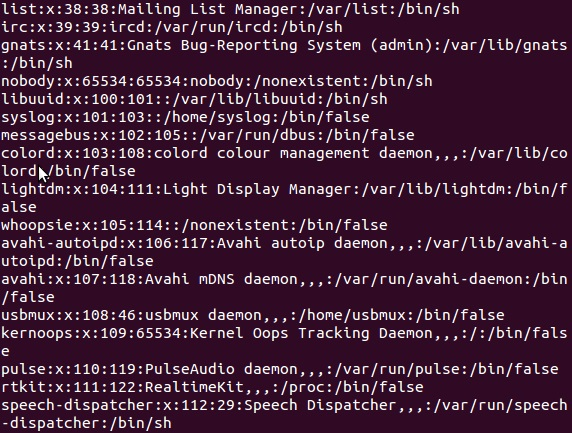 list:x:38:38:Mailing List Manager:/var/list:/bin/sh
irc:x:39:39:ircd:/var/run/ircd:/bin/sh
gnats:x:41:41:Gnats Bug-Reporting System (admin):/var/lib/gnats
:/bin/sh
nobody:x:65534:65534:nobody:/nonexistent:/bin/sh
libuuid:x:100:101::/var/lib/libuuid:/bin/sh
syslog:x:101:103::/home/syslog:/bin/false
messagebus:x:102:105::/var/run/dbus:/bin/false
colord:x:103:108:colord colour management daemon,,,:/var/lib/co
lord:/bin/false
lightdm:x:104:111:Light Display Manager:/var/lib/lightdm:/bin/f
alse
whoopsie:x:105:114::/nonexistent:/bin/false
avahi-autoipd:x:106:117:Avahi autoip daemon,,,:/var/lib/avahi-a
utoipd:/bin/false
avahi:x:107:118:Avahi mDNS daemon,,,:/var/run/avahi-daemon:/bin
/false
usbmux:x:108:46:usbmux daemon,,,:/home/usbmux:/bin/false
kernoops:x:109:65534:Kernel Oops Tracking Daemon,,,:/:/bin/fals
e
pulse:x:110:119:PulseAudio daemon,,,:/var/run/pulse:/bin/false
rtkit:x:111:122:RealtimeKit,,,:/proc:/bin/false
speech-dispatcher:x:112:29:Speech Dispatcher,,,:/var/run/speech
-dispatcher:/bin/sh